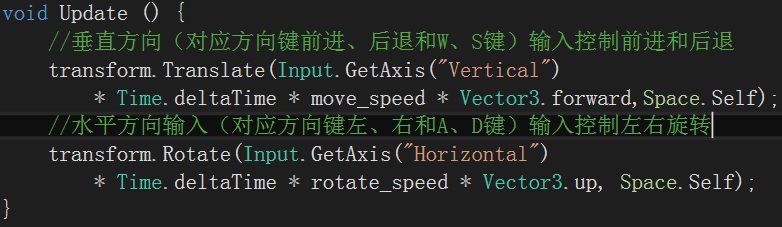 void Update () {
//垂直方向（对应方向键前进、后退和W、S键）输入控制前进和后退
transform.Translate(Input.GetAxis("Vertical")
* Time.deltaTime * move_speed * Vector3.forward,Space.Self);
//水平方向输入（对应方向键左、右和A、D键）输入控制左右旋转
transform.Rotate(Input.GetAxis("Horizontal")
* Time.deltaTime * rotate_speed * Vector3.up, Space.Self);
}